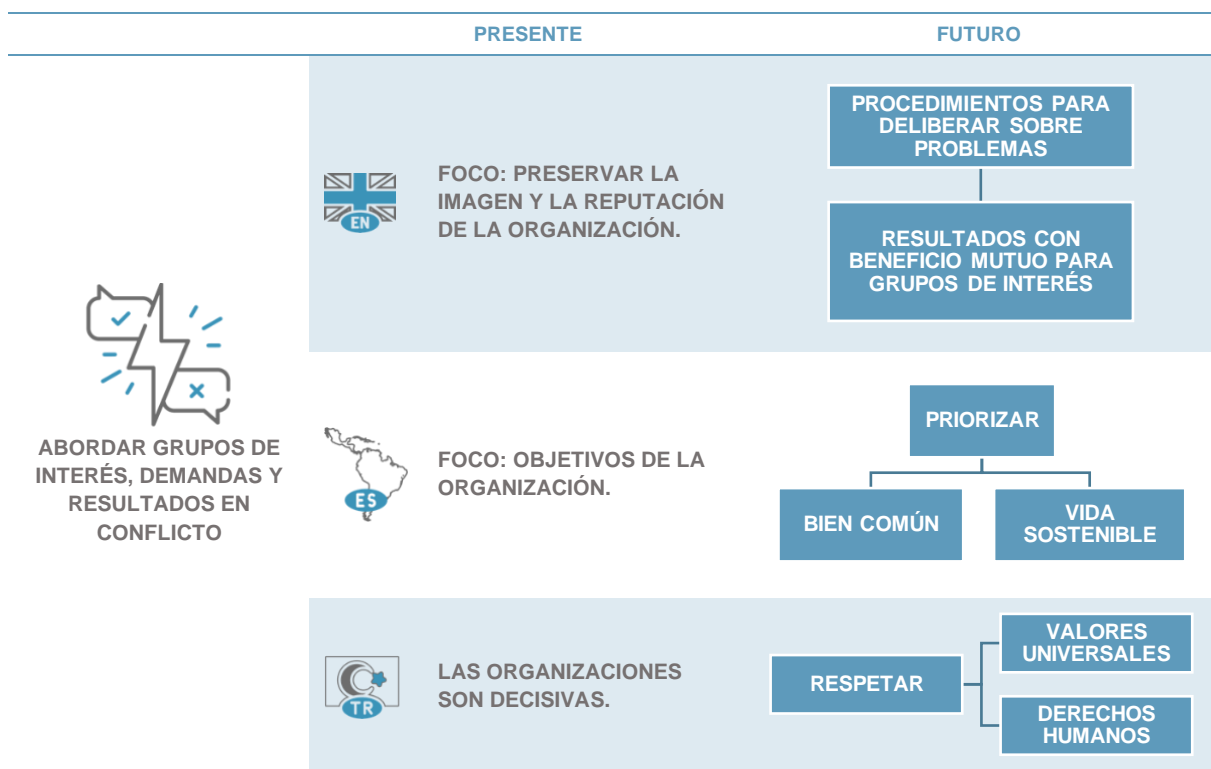 PRESENTE
FUTURO
ABORDAR GRUPOS DE
INTERÉS, DEMANDAS Y
RESULTADOS EN
CONFLICTO
EN
FOCO: PRESERVAR LA
IMAGEN Y LA REPUTACIÓN
DE LA ORGANIZACIÓN.
PROCEDIMIENTOS PARA
DELIBERAR SOBRE
PROBLEMAS
RESULTADOS CON
BENEFICIO MUTUO PARA
GRUPOS DE INTERÉS
ES
FOCO: OBJETIVOS DE LA
ORGANIZACIÓN.
PRIORIZAR
BIEN COMÚN
VIDA
SOSTENIBLE
TR
LAS ORGANIZACIONES
SON DECISIVAS.
RESPETAR
VALORES
UNIVERSALES
DERECHOS
HUMANOS